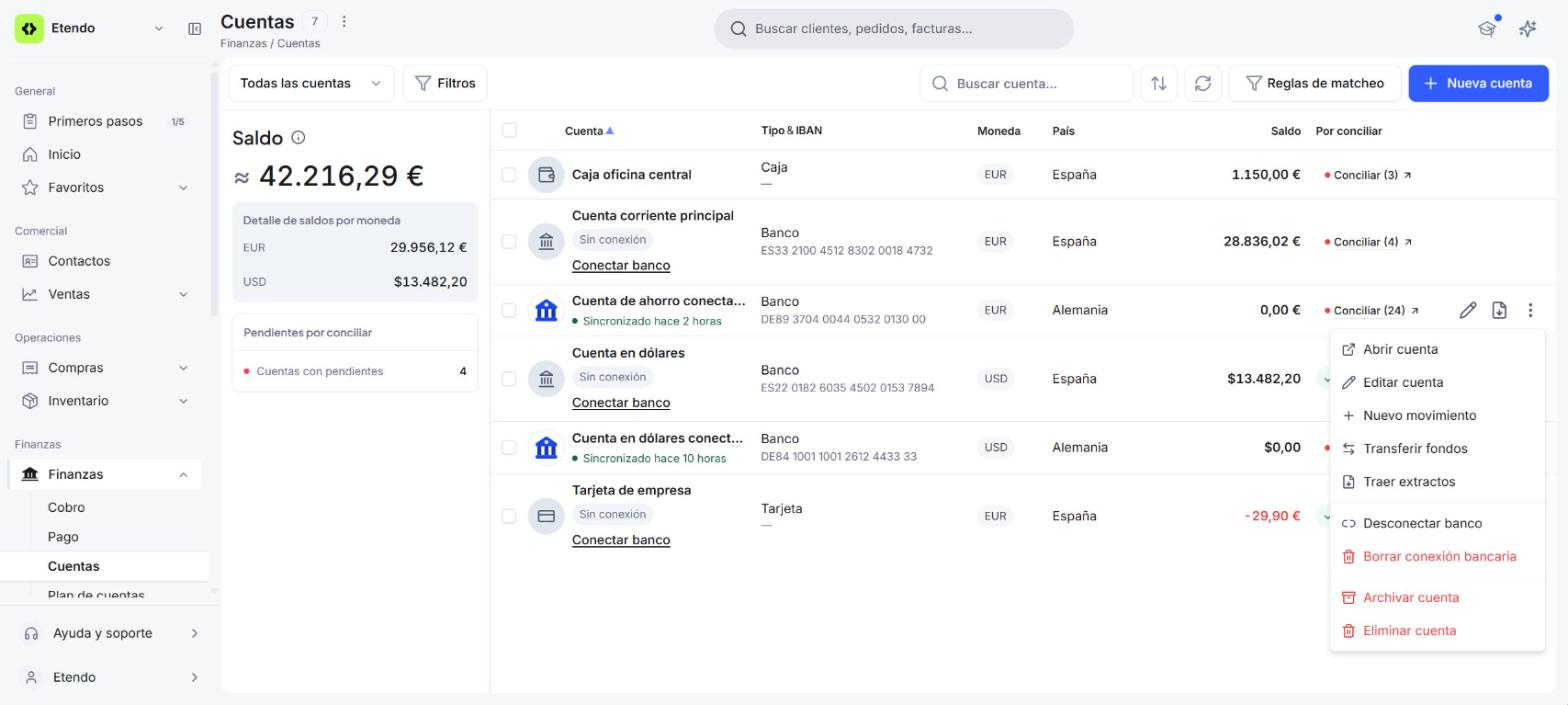 Etendo
Cuentas 7
Finanzas / Cuentas
Buscar clientes, pedidos, facturas...
General
Primeros pasos 1/5
Inicio
Favoritos
Comercial
Contactos
Ventas
Operaciones
Compras
Inventario
Finanzas
Finanzas
Cobro
Pago
Cuentas
Plan de cuentas
Ayuda y soporte
Etendo
Todas las cuentas
Filtros
Buscar cuenta...
Reglas de matcheo
Nueva cuenta
Saldo
≈ 42.216,29 €
Detalle de saldos por moneda
EUR 29.956,12 €
USD $13.482,20
Pendientes por conciliar
Cuentas con pendientes 4
Cuenta Tipo & IBAN Moneda País Saldo Por conciliar
Caja oficina central Caja — EUR España 1.150,00 € Conciliar (3)
Cuenta corriente principal
Sin conexión
Conectar banco
Banco
ES33 2100 4512 8302 0018 4732
EUR España 28.836,02 € Conciliar (4)
Cuenta de ahorro conecta...
Sincronizado hace 2 horas
Banco
DE89 3704 0044 0532 0130 00
EUR Alemania 0,00 € Conciliar (24)
Cuenta en dólares
Sin conexión
Conectar banco
Banco
ES22 0182 6035 4502 0153 7894
USD España $13.482,20
Cuenta en dólares conect...
Sincronizado hace 10 horas
Banco
DE84 1001 1001 2612 4433 33
USD Alemania $0,00
Tarjeta de empresa
Sin conexión
Conectar banco
Tarjeta
—
EUR España -29,90 €
Abrir cuenta
Editar cuenta
Nuevo movimiento
Transferir fondos
Traer extractos
Desconectar banco
Borrar conexión bancaria
Archivar cuenta
Eliminar cuenta